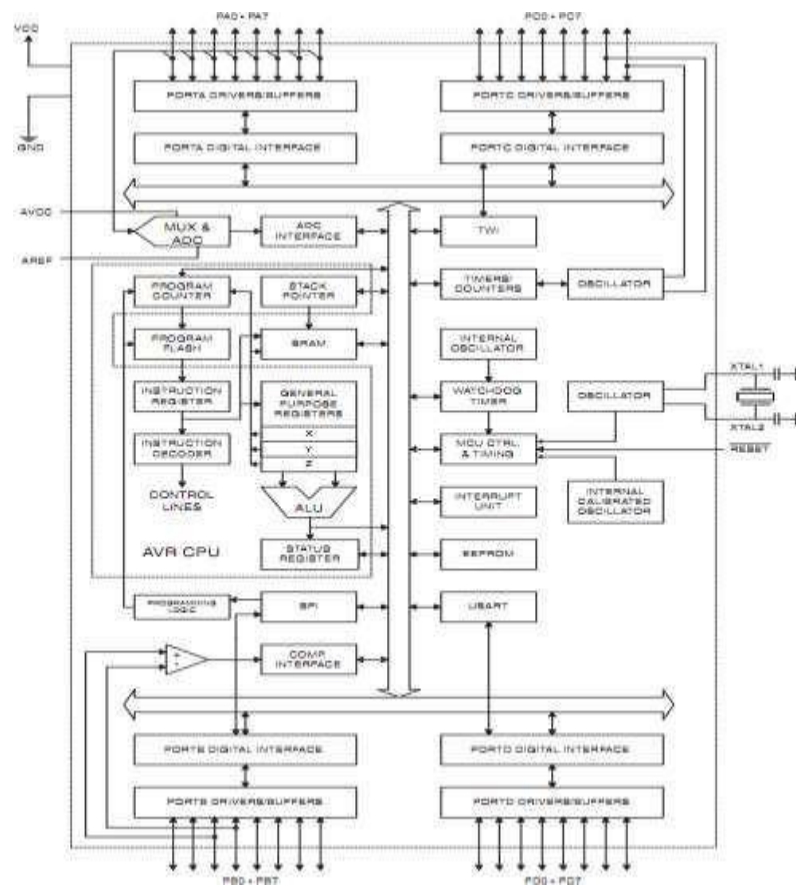 PA0 - PA7
PC0 - PC7
VCC
PORTA DRIVERS/BUFFERS
PORTC DRIVERS/BUFFERS
GND
PORTA DIGITAL INTERFACE
PORTC DIGITAL INTERFACE
AVCC
MUX &
ADC
ADC
INTERFACE
TWI
AREF
PROGRAM
COUNTER
STACK
POINTER
TIMERS/
COUNTERS
OSCILLATOR
PROGRAM
FLASH
SRAM
INTERNAL
OSCILLATOR
XTAL1
INSTRUCTION
REGISTER
GENERAL
PURPOSE
REGISTERS
WATCHDOG
TIMER
OSCILLATOR
XTAL2
X
INSTRUCTION
DECODER
Y
MCU CTRL.
& TIMING
RESET
Z
CONTROL
LINES
ALU
INTERRUPT
UNIT
INTERNAL
CALIBRATED
OSCILLATOR
AVR CPU
STATUS
REGISTER
EEPROM
PROGRAMMING
LOGIC
SPI
USART
+
-
COMP.
INTERFACE
PORTB DIGITAL INTERFACE
PORTD DIGITAL INTERFACE
PORTB DRIVERS/BUFFERS
PORTD DRIVERS/BUFFERS
PB0 - PB7
PD0 - PD7